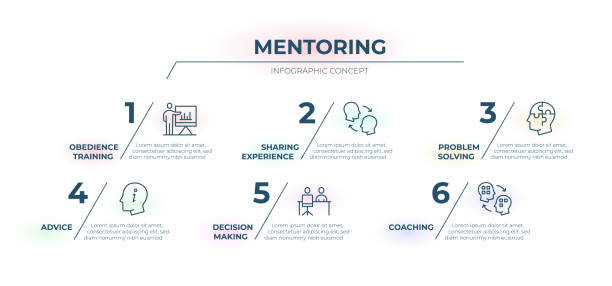 MENTORING
INFOGRAPHIC CONCEPT
1
OBEDIENCE
TRAINING
Lorem ipsum dolor sit amet,
consectetuer adipiscing elit, sed
diam nonummy nibh euismod
2
SHARING
EXPERIENCE
Lorem ipsum dolor sit amet,
consectetuer adipiscing elit, sed
diam nonummy nibh euismod
3
PROBLEM
SOLVING
Lorem ipsum dolor sit amet,
consectetuer adipiscing elit, sed
diam nonummy nibh euismod
4
ADVICE
i
Lorem ipsum dolor sit amet,
consectetuer adipiscing elit, sed
diam nonummy nibh euismod
5
DECISION
MAKING
Lorem ipsum dolor sit amet,
consectetuer adipiscing elit, sed
diam nonummy nibh euismod
6
COACHING
Lorem ipsum dolor sit amet,
consectetuer adipiscing elit, sed
diam nonummy nibh euismod